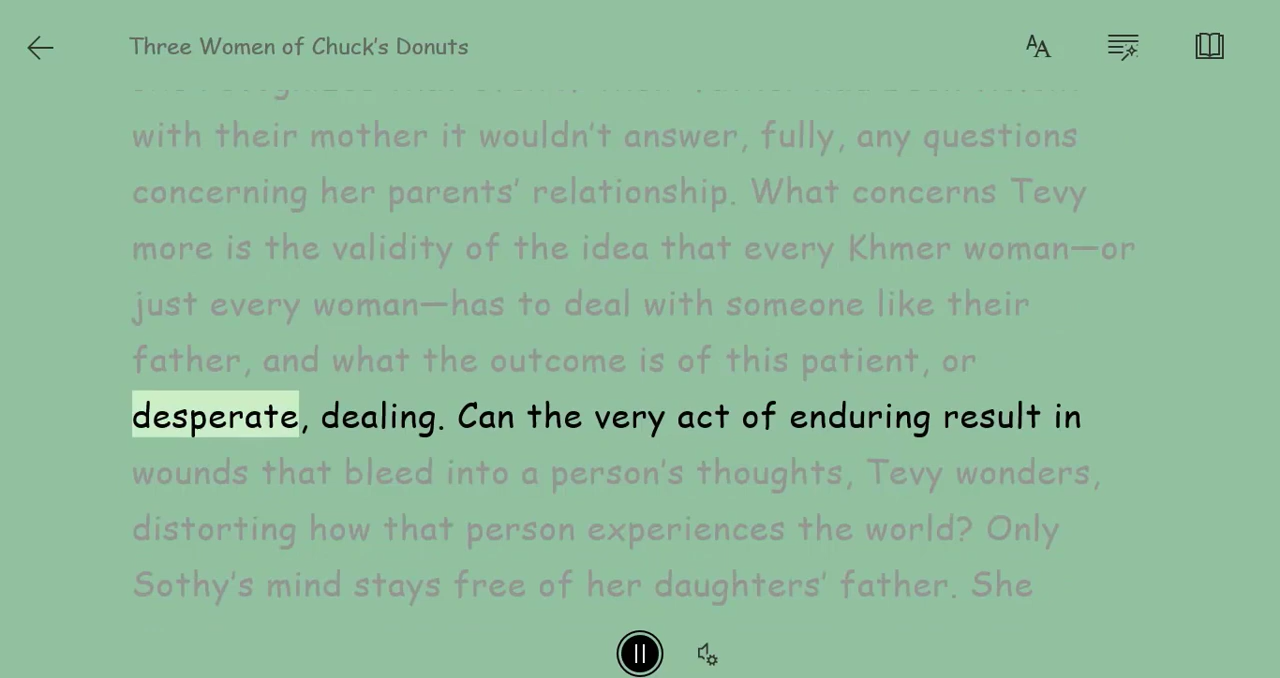 Three Women of Chuck's Donuts
AA
with their mother it wouldn't answer, fully, any questions
concerning her parents' relationship. What concerns Tevy
more is the validity of the idea that every Khmer woman—or
just every woman—has to deal with someone like their
father, and what the outcome is of this patient, or
desperate, dealing. Can the very act of enduring result in
wounds that bleed into a person's thoughts, Tevy wonders,
distorting how that person experiences the world? Only
Sothy's mind stays free of her daughters' father. She